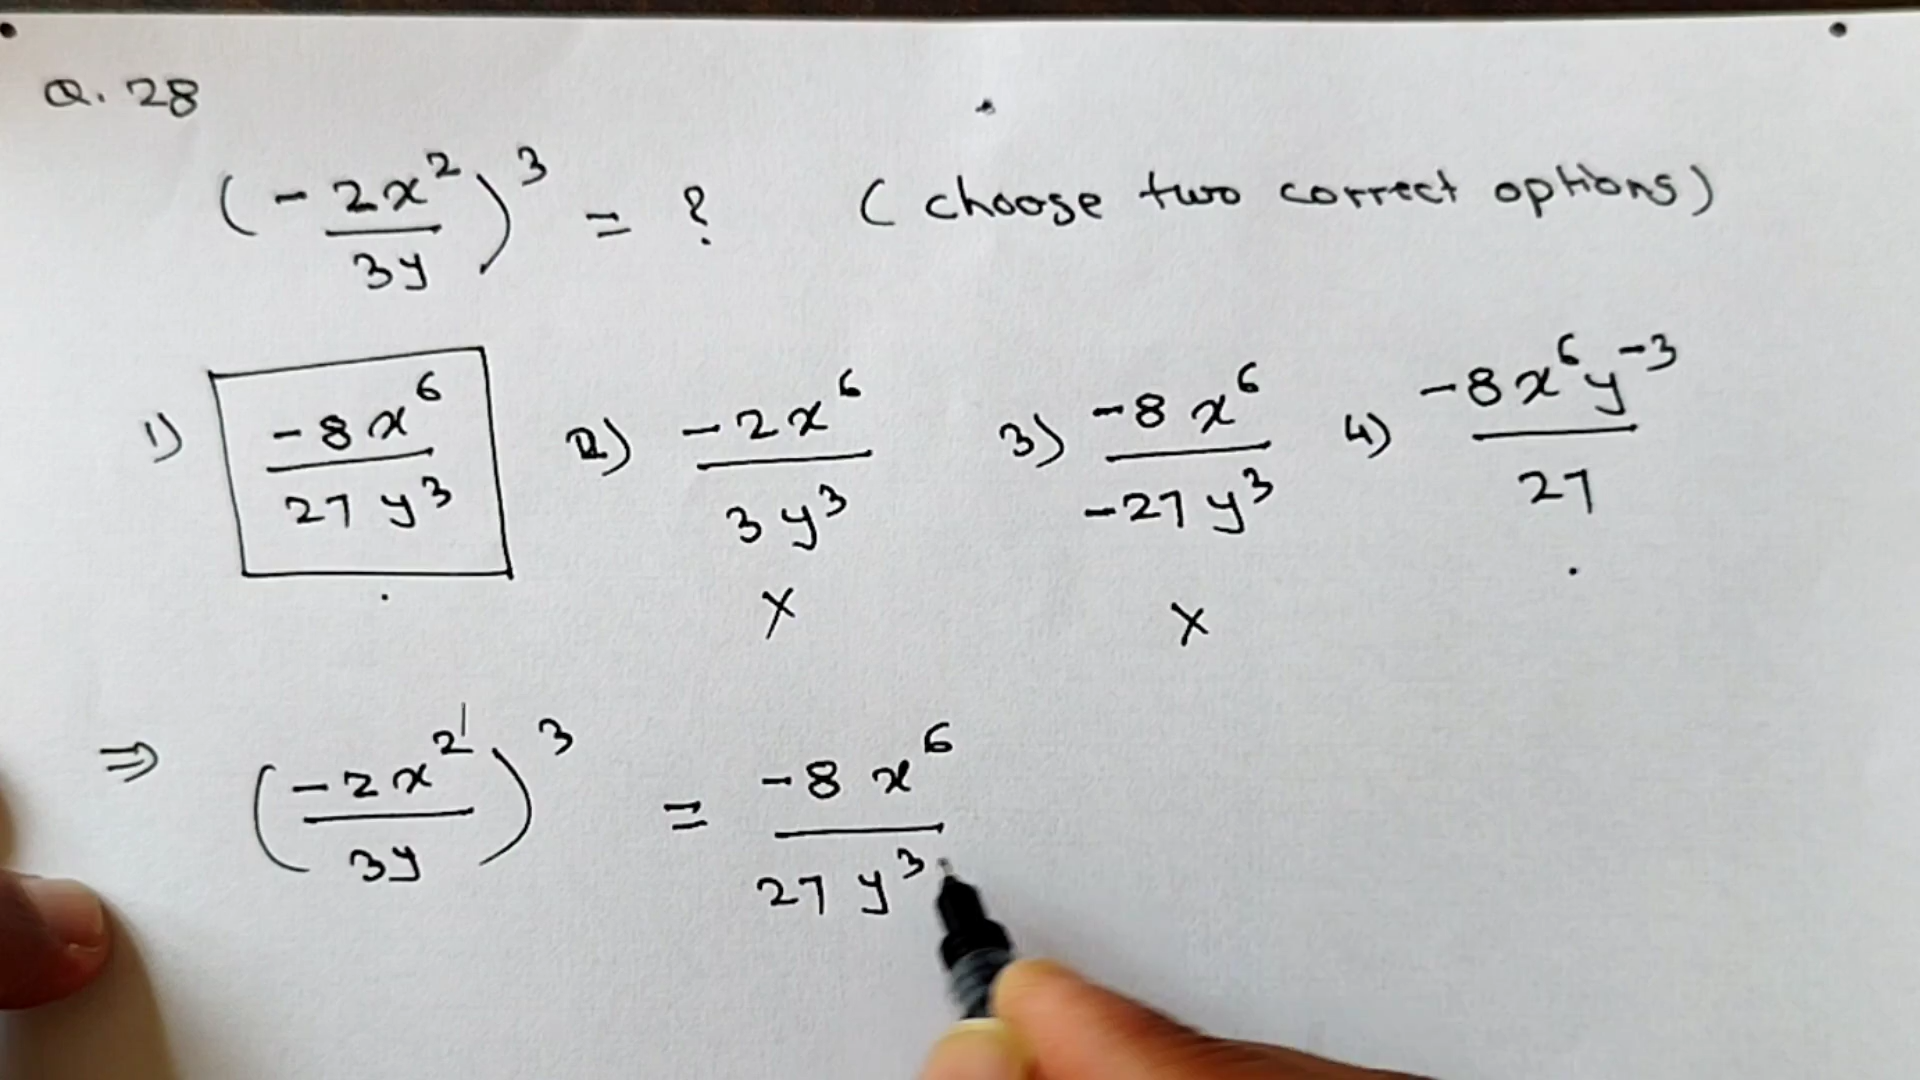 Q. 28
(-2x²/3y)³ = ? (choose two correct options)
1) -8x⁶/27y³ 2) -2x⁶/3y³ 3) -8x⁶/-27y³ 4) -8x⁶y⁻³/27
X X
⇒ (-2x²/3y)³ = -8x⁶/27y³